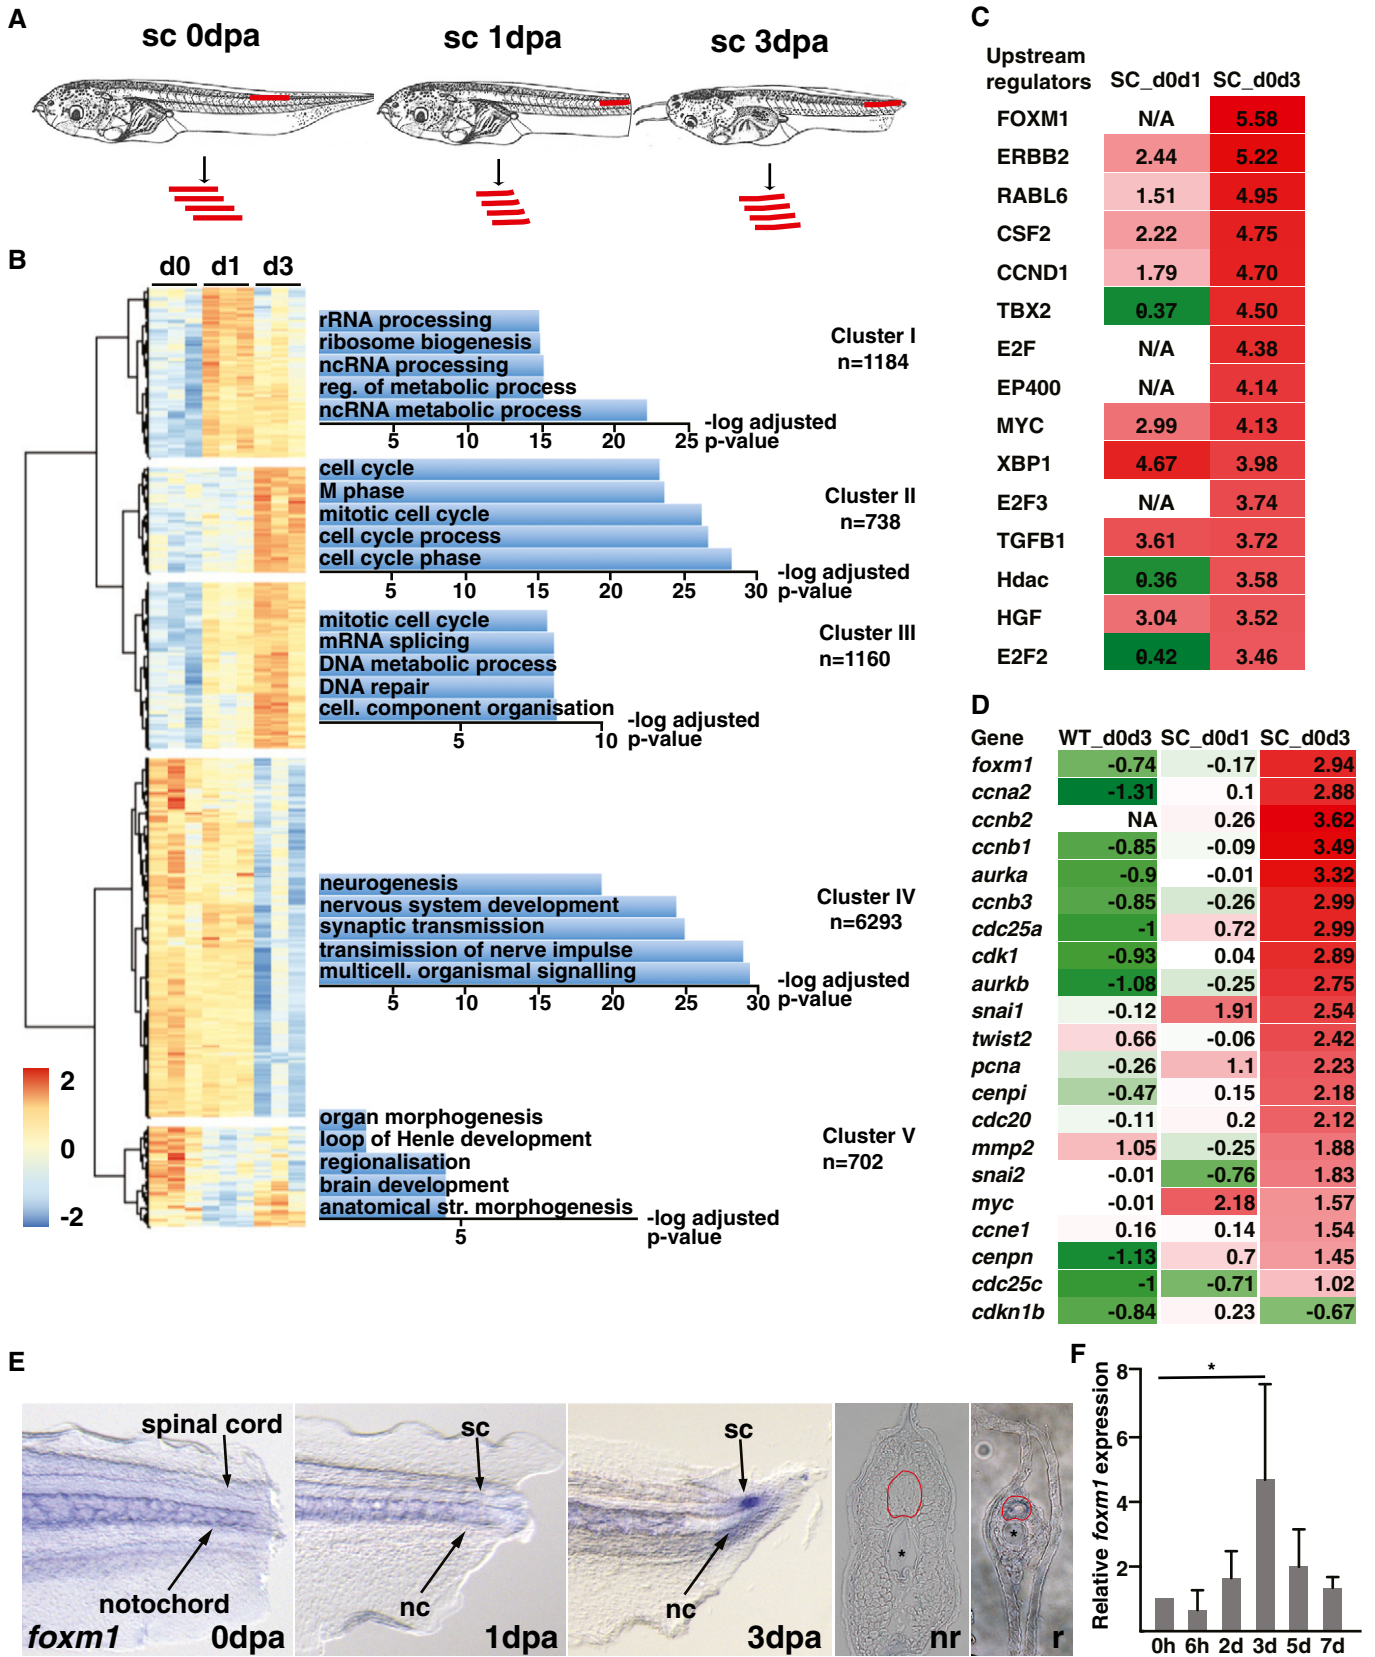 A
sc 0dpa
sc 1dpa
sc 3dpa
B
d0 d1 d3
rRNA processing
ribosome biogenesis
ncRNA processing
reg. of metabolic process
ncRNA metabolic process
5 10 15 20 25
-log adjusted
p-value
Cluster I
n=1184
cell cycle
M phase
mitotic cell cycle
cell cycle process
cell cycle phase
5 10 15 20 25 30
-log adjusted
p-value
Cluster II
n=738
mitotic cell cycle
mRNA splicing
DNA metabolic process
DNA repair
cell. component organisation
5 10
-log adjusted
p-value
Cluster III
n=1160
neurogenesis
nervous system development
synaptic transmission
transimission of nerve impulse
multicell. organismal signalling
5 10 15 20 25 30
-log adjusted
p-value
Cluster IV
n=6293
organ morphogenesis
loop of Henle development
regionalisation
brain development
anatomical str. morphogenesis
5
-log adjusted
p-value
Cluster V
n=702
2
0
-2
C
Upstream
regulators SC_d0d1 SC_d0d3
FOXM1 N/A 5.58
ERBB2 2.44 5.22
RABL6 1.51 4.95
CSF2 2.22 4.75
CCND1 1.79 4.70
TBX2 0.37 4.50
E2F N/A 4.38
EP400 N/A 4.14
MYC 2.99 4.13
XBP1 4.67 3.98
E2F3 N/A 3.74
TGFB1 3.61 3.72
Hdac 0.36 3.58
HGF 3.04 3.52
E2F2 0.42 3.46
D
Gene WT_d0d3 SC_d0d1 SC_d0d3
foxm1 -0.74 -0.17 2.94
ccna2 -1.31 0.1 2.88
ccnb2 NA 0.26 3.62
ccnb1 -0.85 -0.09 3.49
aurka -0.9 -0.01 3.32
ccnb3 -0.85 -0.26 2.99
cdc25a -1 0.72 2.99
cdk1 -0.93 0.04 2.89
aurkb -1.08 -0.25 2.75
snai1 -0.12 1.91 2.54
twist2 0.66 -0.06 2.42
pcna -0.26 1.1 2.23
cenpi -0.47 0.15 2.18
cdc20 -0.11 0.2 2.12
mmp2 1.05 -0.25 1.88
snai2 -0.01 -0.76 1.83
myc -0.01 2.18 1.57
ccne1 0.16 0.14 1.54
cenpn -1.13 0.7 1.45
cdc25c -1 -0.71 1.02
cdkn1b -0.84 0.23 -0.67
E
spinal cord
notochord
foxm1 0dpa
sc
nc
1dpa
sc
nc
3dpa
*
nr
*
r
F
Relative foxm1 expression
8
6
4
2
*
0h 6h 2d 3d 5d 7d